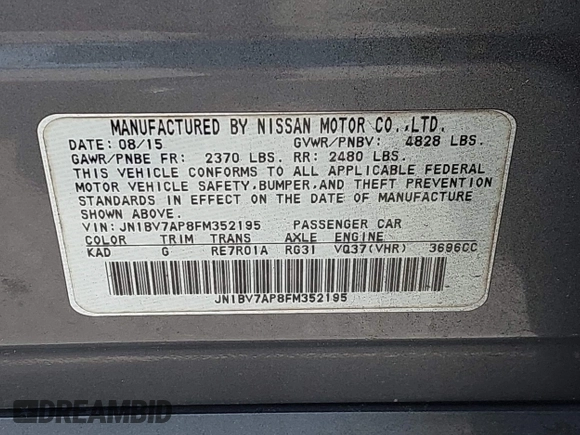 MANUFACTURED BY NISSAN MOTOR CO.,LTD.
DATE: 08/15 GVWR/PNBV: 4828 LBS.
GAWR/PNBE FR: 2370 LBS. RR: 2480 LBS.
THIS VEHICLE CONFORMS TO ALL APPLICABLE FEDERAL
MOTOR VEHICLE SAFETY,BUMPER,AND THEFT PREVENTION
STANDARDS IN EFFECT ON THE DATE OF MANUFACTURE
SHOWN ABOVE.
VIN: JN1BV7AP8FM352195 PASSENGER CAR
COLOR TRIM TRANS AXLE ENGINE
KAD G RE7R01A RG31 VQ37(VHR) 3696CC
JN1BV7AP8FM352195
© DREAMBID